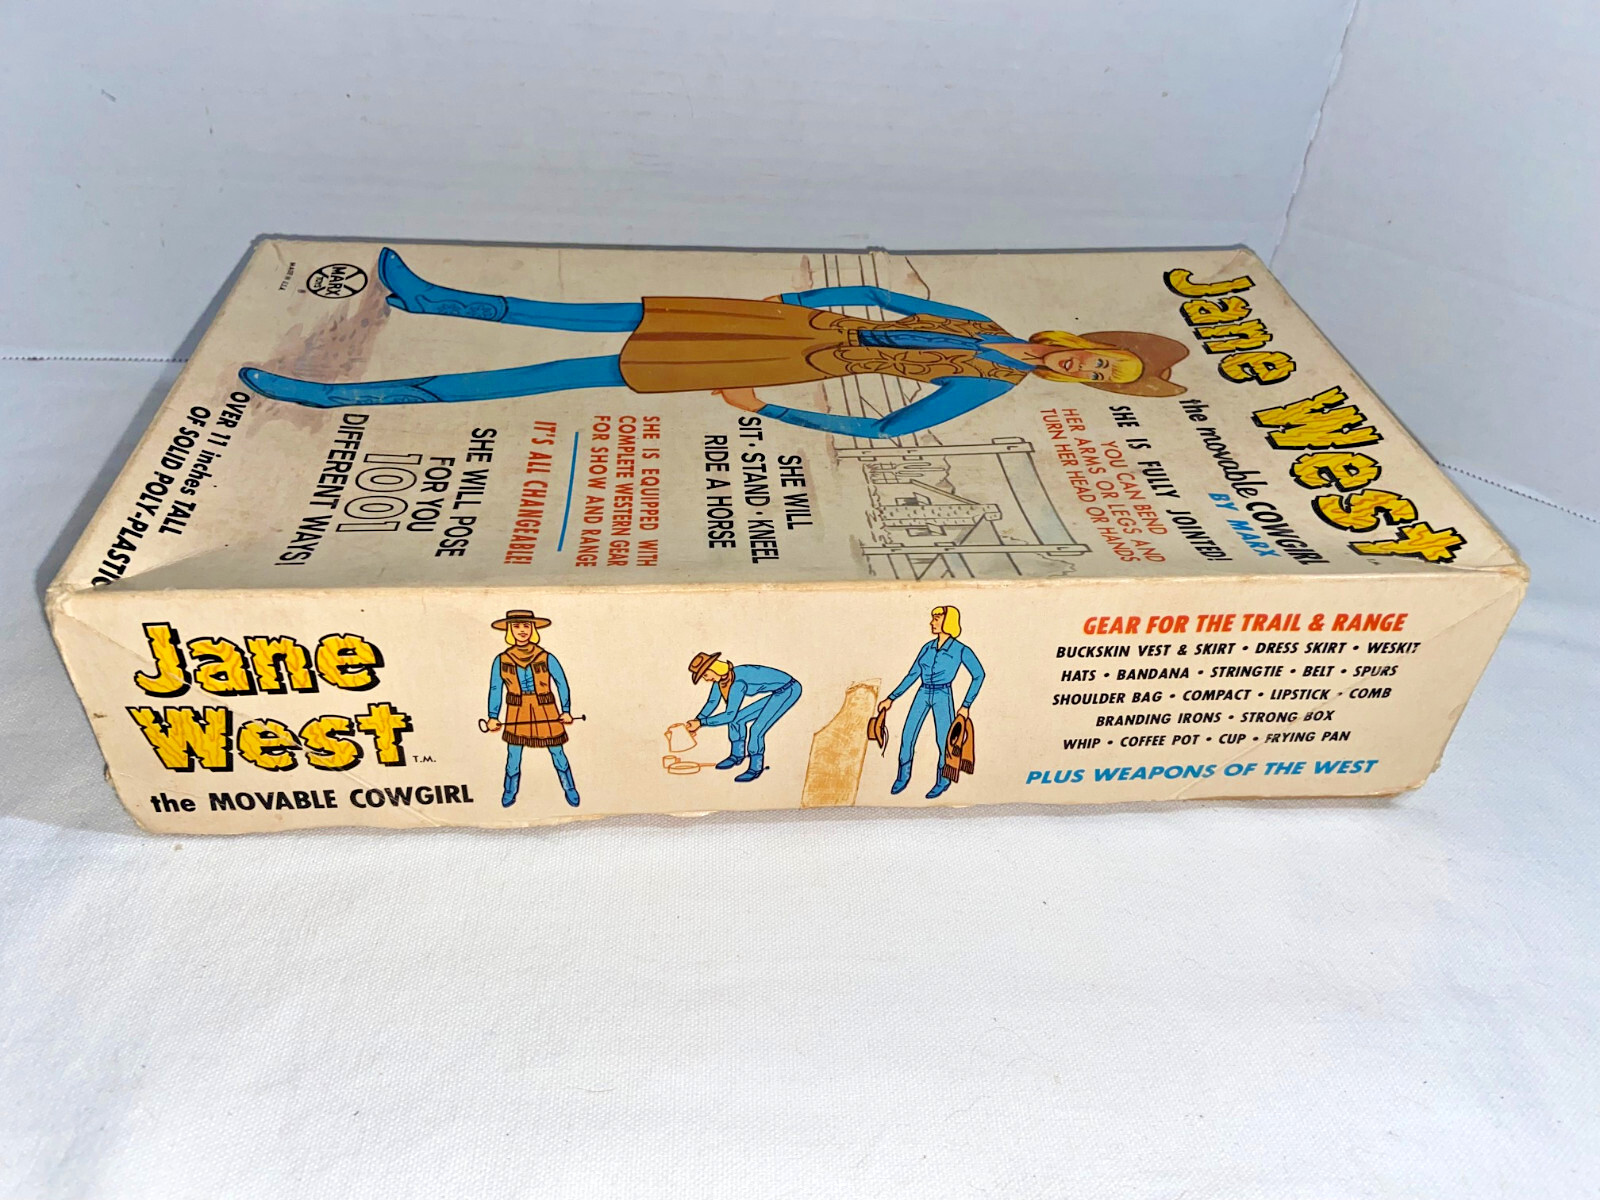 Jane West
the movable COWGIRL
BY MARX
SHE IS FULLY JOINTED!
YOU CAN BEND
HER ARMS OR LEGS AND
TURN HER HEAD OR HANDS
SHE WILL
SIT • STAND • KNEEL
RIDE A HORSE
SHE IS EQUIPPED WITH
COMPLETE WESTERN GEAR
FOR SHOW AND RANGE
IT'S ALL CHANGEABLE!!
SHE WILL POSE
FOR YOU
1001
DIFFERENT WAYS!
OVER 11 inches TALL
OF SOLID POLY-PLASTIC
MARX
TOYS
MADE IN U.S.A.
Jane
West T.M.
the MOVABLE COWGIRL
GEAR FOR THE TRAIL & RANGE
BUCKSKIN VEST & SKIRT • DRESS SKIRT • WESKIT
HATS • BANDANA • STRINGTIE • BELT • SPURS
SHOULDER BAG • COMPACT • LIPSTICK • COMB
BRANDING IRONS • STRONG BOX
WHIP • COFFEE POT • CUP • FRYING PAN
PLUS WEAPONS OF THE WEST